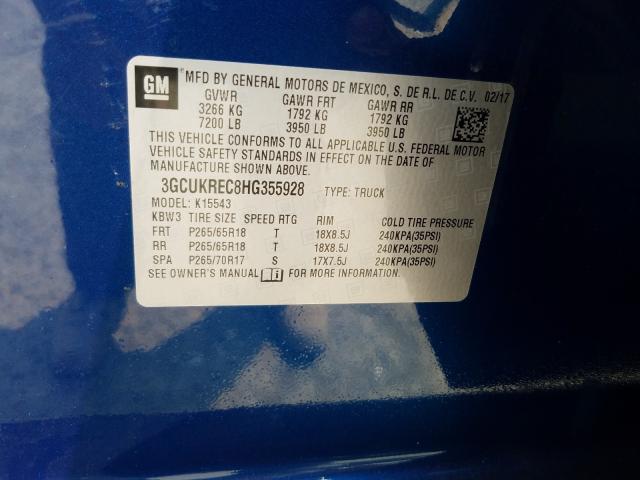 GM MFD BY GENERAL MOTORS DE MEXICO, S. DE R.L. DE C.V. 02/17
GVWR GAWR FRT GAWR RR
3266 KG 1792 KG 1792 KG
7200 LB 3950 LB 3950 LB
THIS VEHICLE CONFORMS TO ALL APPLICABLE U.S. FEDERAL MOTOR
VEHICLE SAFETY STANDARDS IN EFFECT ON THE DATE OF
MANUFACTURE SHOWN ABOVE.
3GCUKREC8HG355928 TYPE: TRUCK
MODEL: K15543
KBW3 TIRE SIZE SPEED RTG RIM COLD TIRE PRESSURE
FRT P265/65R18 T 18X8.5J 240KPA(35PSI)
RR P265/65R18 T 18X8.5J 240KPA(35PSI)
SPA P265/70R17 S 17X7.5J 240KPA(35PSI)
SEE OWNER'S MANUAL FOR MORE INFORMATION.